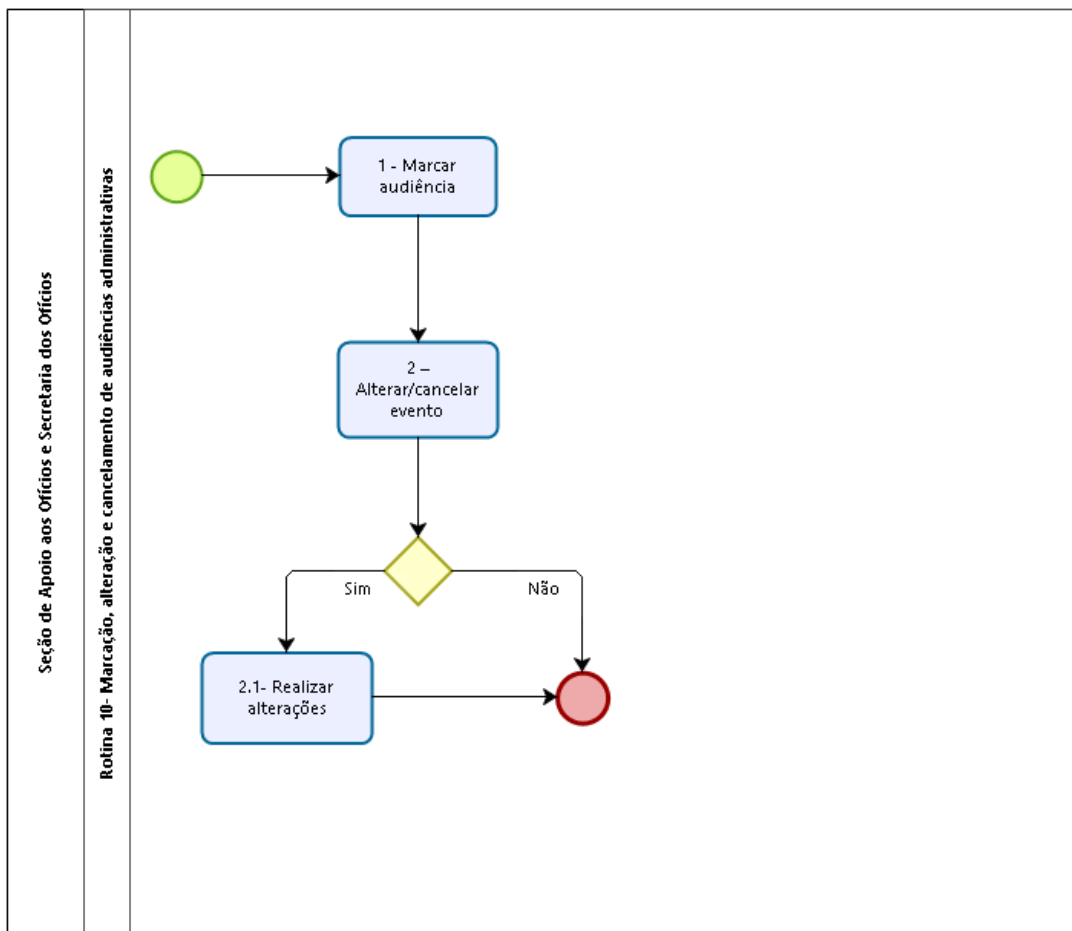 Seção de Apoio aos Ofícios e Secretaria dos Ofícios
Rotina 10- Marcação, alteração e cancelamento de audiências administrativas
1 - Marcar
audiência
2 –
Alterar/cancelar
evento
Sim
Não
2.1- Realizar
alterações